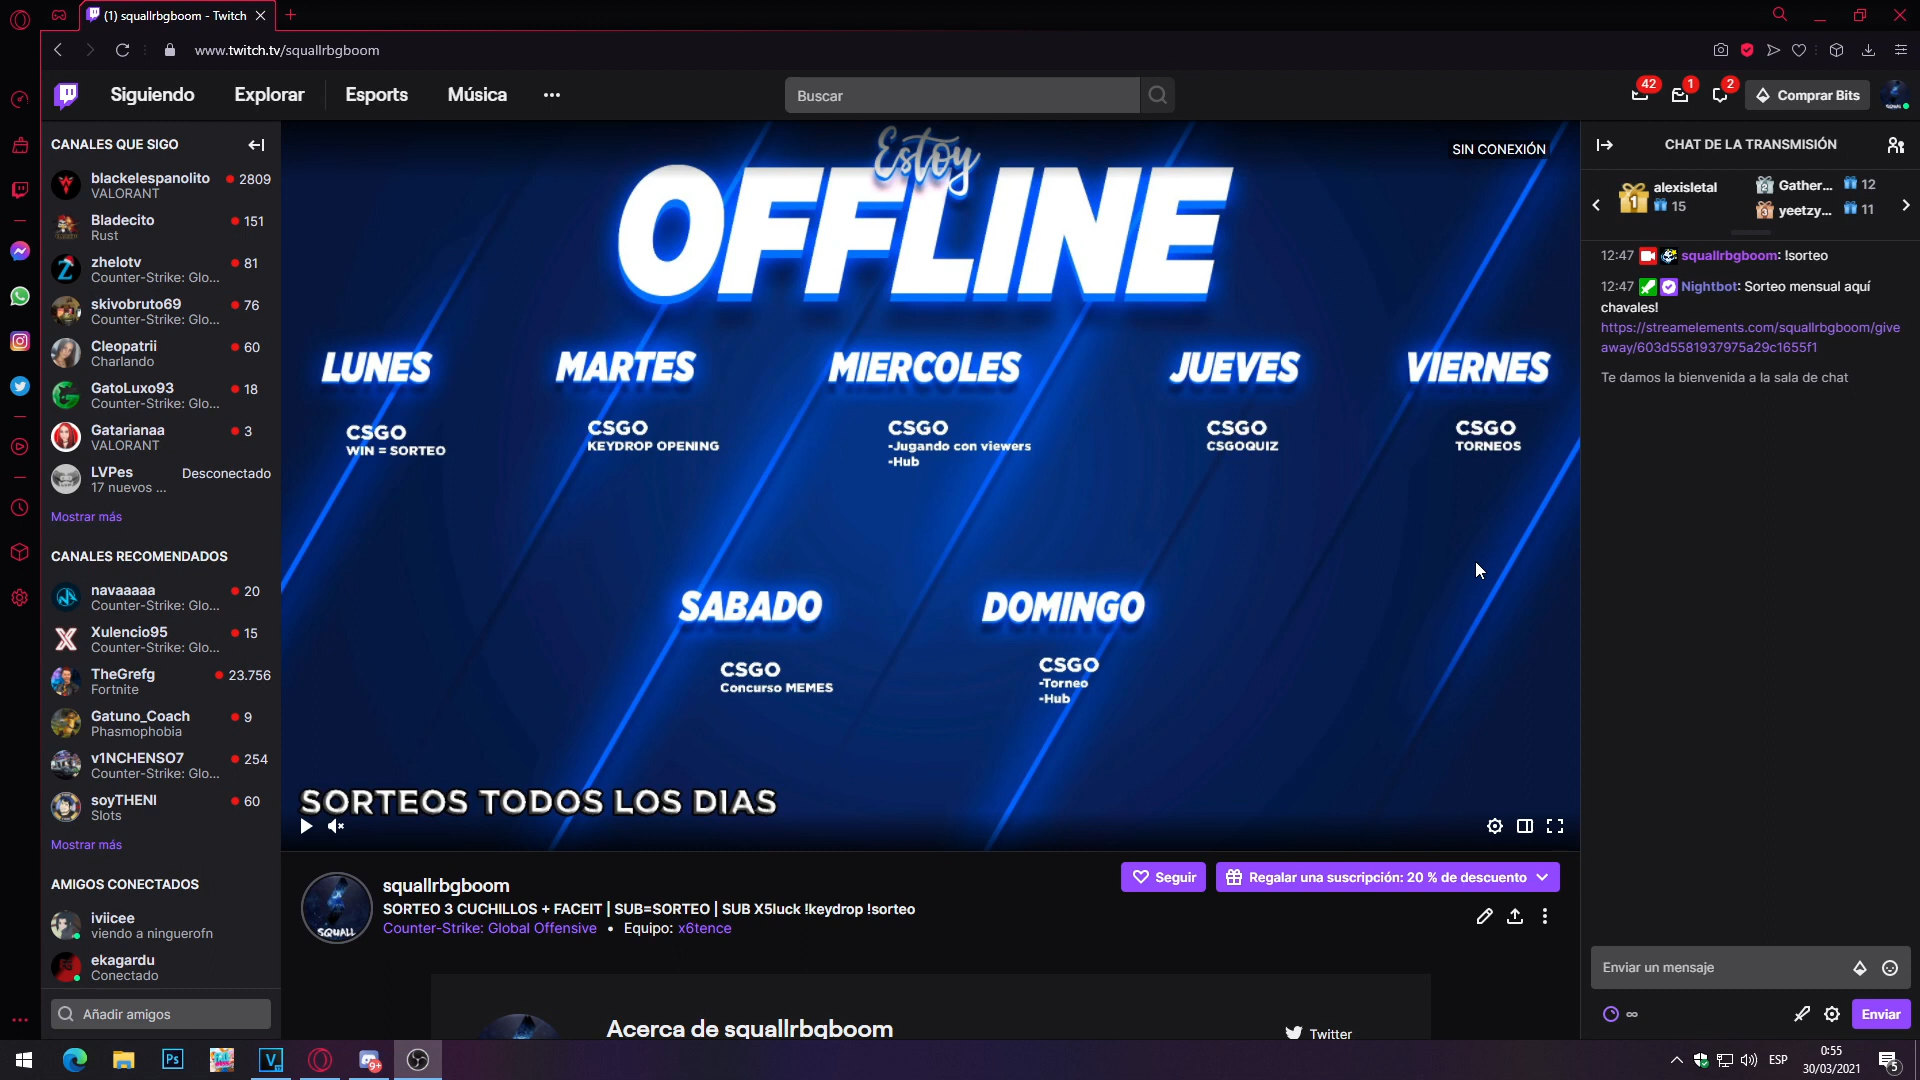 (1) squallrbgboom - Twitch
www.twitch.tv/squallrbgboom
Siguiendo
Explorar
Esports
Música
Buscar
42
1
2
Comprar Bits
CANALES QUE SIGO
blackelespanolito 2809
VALORANT
Bladecito 151
Rust
zhelotv 81
Counter-Strike: Glo...
skivobruto69 76
Counter-Strike: Glo...
Cleopatrii 60
Charlando
GatoLuxo93 18
Counter-Strike: Glo...
Gatarianaa 3
VALORANT
LVPes Desconectado
17 nuevos ...
Mostrar más
CANALES RECOMENDADOS
navaaaaa 20
Counter-Strike: Glo...
Xulencio95 15
Counter-Strike: Glo...
TheGrefg 23.756
Fortnite
Gatuno_Coach 9
Phasmophobia
v1NCHENSO7 254
Counter-Strike: Glo...
soyTHENI 60
Slots
Mostrar más
AMIGOS CONECTADOS
iviicee
viendo a ninguerofn
ekagardu
Conectado
Añadir amigos
SIN CONEXIÓN
Estoy
OFFLINE
LUNES
CSGO
WIN = SORTEO
MARTES
CSGO
KEYDROP OPENING
MIERCOLES
CSGO
-Jugando con viewers
-Hub
JUEVES
CSGO
CSGOQUIZ
VIERNES
CSGO
TORNEOS
SABADO
CSGO
Concurso MEMES
DOMINGO
CSGO
-Torneo
-Hub
SORTEOS TODOS LOS DIAS
SQUALL
squallrbgboom
SORTEO 3 CUCHILLOS + FACEIT | SUB=SORTEO | SUB X5luck !keydrop !sorteo
Counter-Strike: Global Offensive • Equipo: x6tence
Seguir
Regalar una suscripción: 20 % de descuento
Acerca de squallrbgboom
Twitter
CHAT DE LA TRANSMISIÓN
1 alexisletal
15
2 Gather... 12
3 yeetzy... 11
12:47 squallrbgboom: !sorteo
12:47 Nightbot: Sorteo mensual aquí
chavales!
https://streamelements.com/squallrbgboom/give
away/603d5581937975a29c1655f1
Te damos la bienvenida a la sala de chat
Enviar un mensaje
∞
Enviar
Ps
V
9+
ESP
0:55
30/03/2021
5